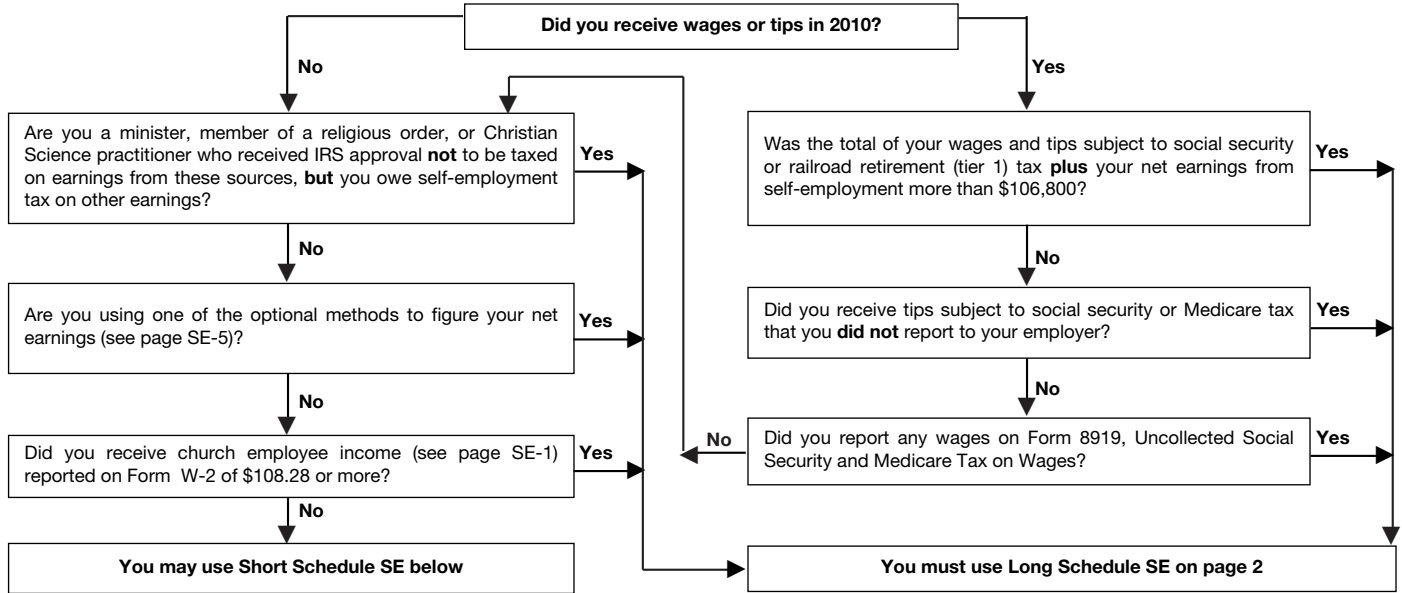 Did you receive wages or tips in 2010?
No
Yes
Are you a minister, member of a religious order, or Christian
Science practitioner who received IRS approval not to be taxed
on earnings from these sources, but you owe self-employment
tax on other earnings?
Yes
Was the total of your wages and tips subject to social security
or railroad retirement (tier 1) tax plus your net earnings from
self-employment more than $106,800?
Yes
No
No
Are you using one of the optional methods to figure your net
earnings (see page SE-5)?
Yes
Did you receive tips subject to social security or Medicare tax
that you did not report to your employer?
Yes
No
No
Did you receive church employee income (see page SE-1)
reported on Form W-2 of $108.28 or more?
Yes
No
Did you report any wages on Form 8919, Uncollected Social
Security and Medicare Tax on Wages?
Yes
No
You may use Short Schedule SE below
You must use Long Schedule SE on page 2